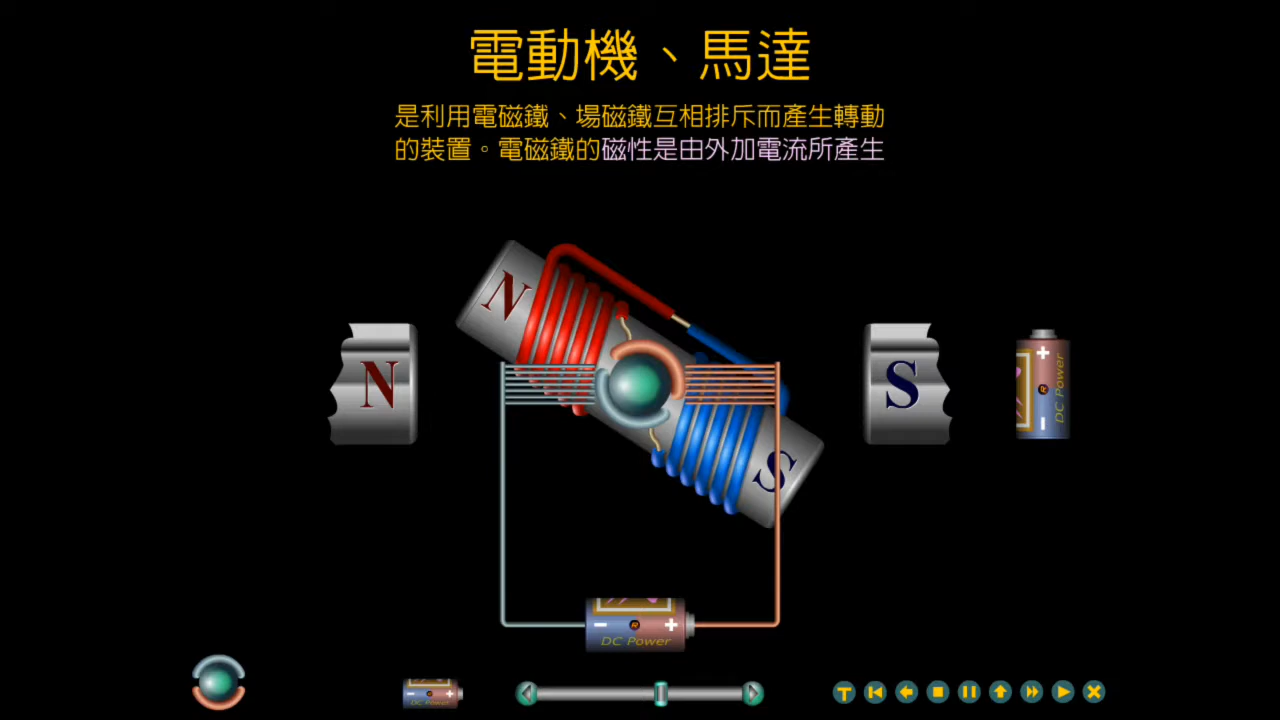 電動機、馬達
是利用電磁鐵、場磁鐵互相排斥而產生轉動
的裝置。電磁鐵的磁性是由外加電流所產生
N
N
S
S
+
R
-
DC Power
- R +
DC Power
- +
DC Power
T